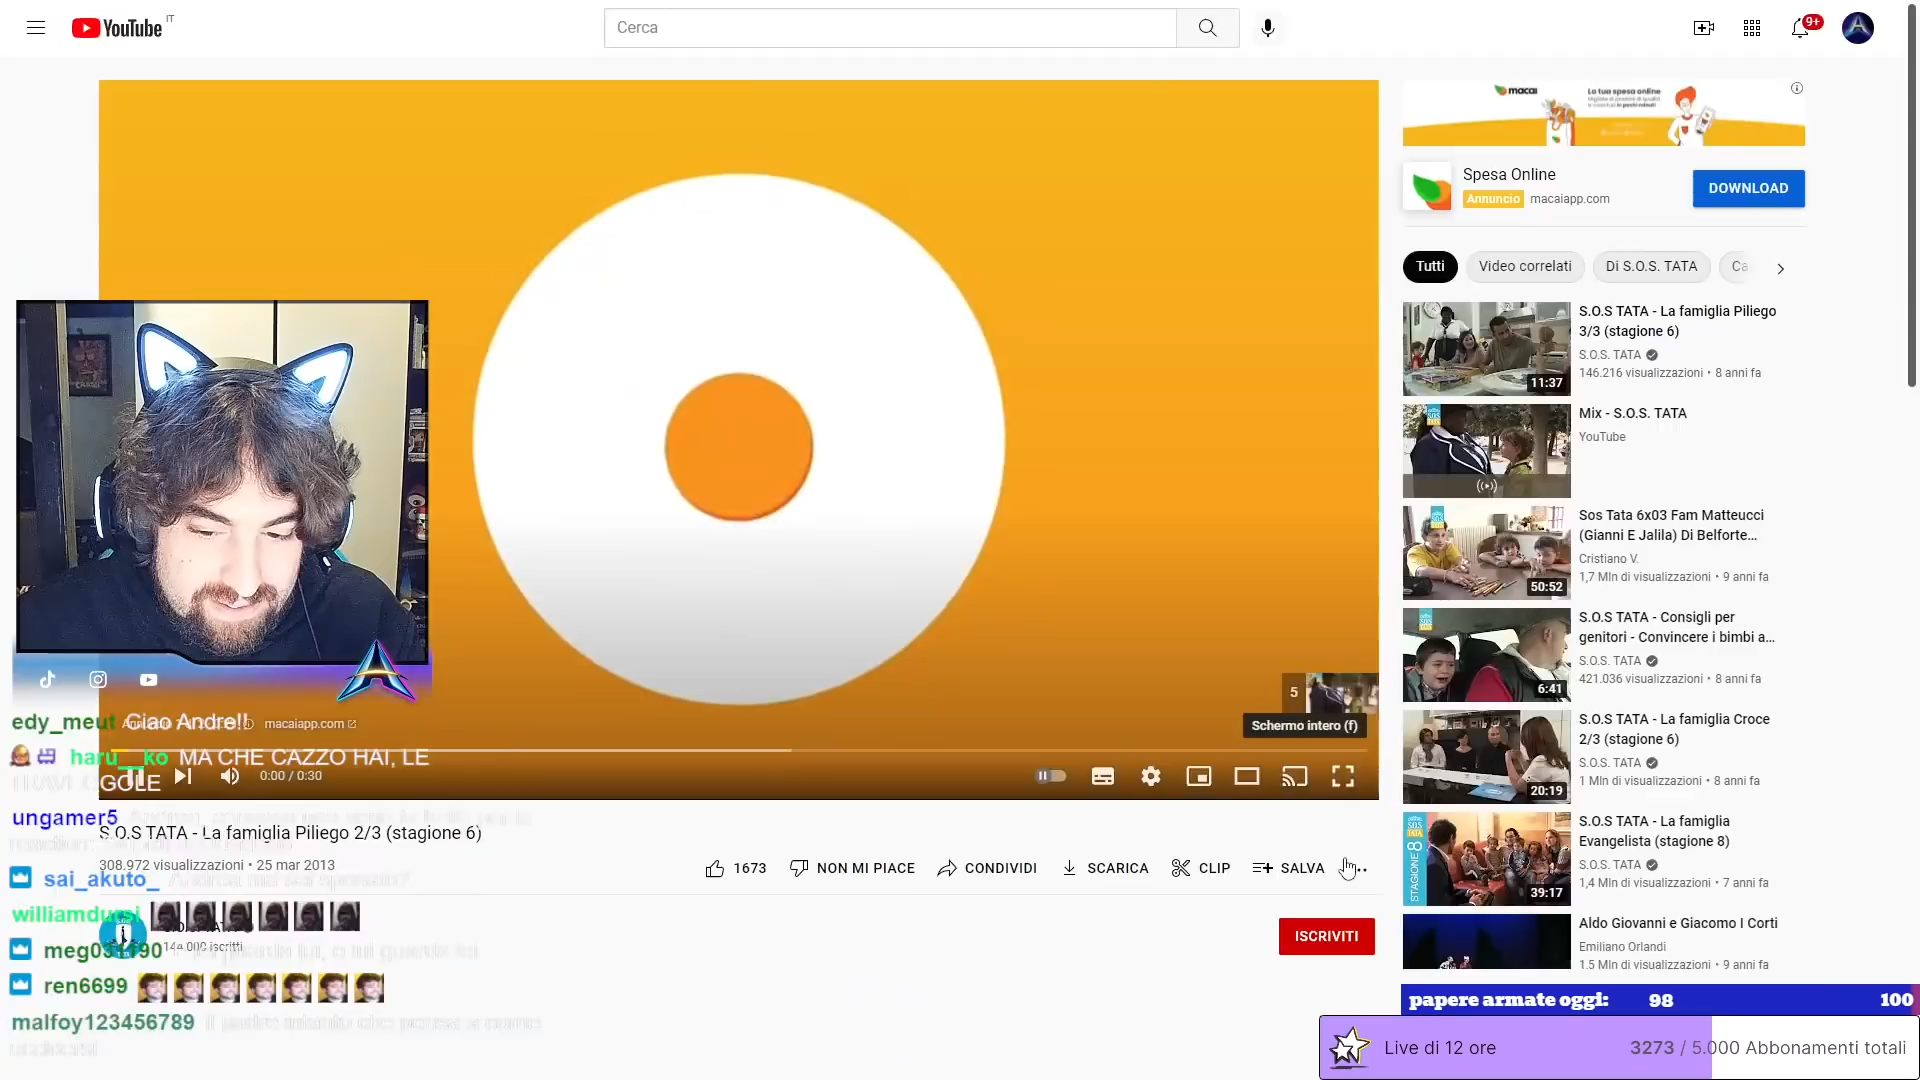 YouTube IT
Cerca
9+
macai
La tua spesa online
Spesa Online
Annuncio macaiapp.com
DOWNLOAD
Tutti
Video correlati
Di S.O.S. TATA
Ca
S.O.S TATA - La famiglia Piliego
3/3 (stagione 6)
S.O.S. TATA
146.216 visualizzazioni • 8 anni fa
11:37
Mix - S.O.S. TATA
YouTube
Sos Tata 6x03 Fam Matteucci
(Gianni E Jalila) Di Belforte...
Cristiano V.
1,7 Mln di visualizzazioni • 9 anni fa
50:52
S.O.S TATA - Consigli per
genitori - Convincere i bimbi a...
S.O.S. TATA
421.036 visualizzazioni • 8 anni fa
6:41
S.O.S TATA - La famiglia Croce
2/3 (stagione 6)
S.O.S. TATA
1 Mln di visualizzazioni • 8 anni fa
20:19
S.O.S TATA - La famiglia
Evangelista (stagione 8)
S.O.S. TATA
1,4 Mln di visualizzazioni • 7 anni fa
39:17
STAGIONE 8
Aldo Giovanni e Giacomo I Corti
Emiliano Orlandi
1.5 Mln di visualizzazioni • 9 anni fa
5
Schermo intero (f)
edy_meut Ciao Andre!!
macaiapp.com
haru__ko MA CHE CAZZO HAI, LE
TRAVEGGOLE
0:00 / 0:30
ungamer5
S.O.S TATA - La famiglia Piliego 2/3 (stagione 6)
308.972 visualizzazioni • 25 mar 2013
1673
NON MI PIACE
CONDIVIDI
SCARICA
CLIP
SALVA
sai_akuto_
williamdursi
ISCRIVITI
ren6699
malfoy123456789
papere armate oggi: 98 100
Live di 12 ore 3273 / 5.000 Abbonamenti totali